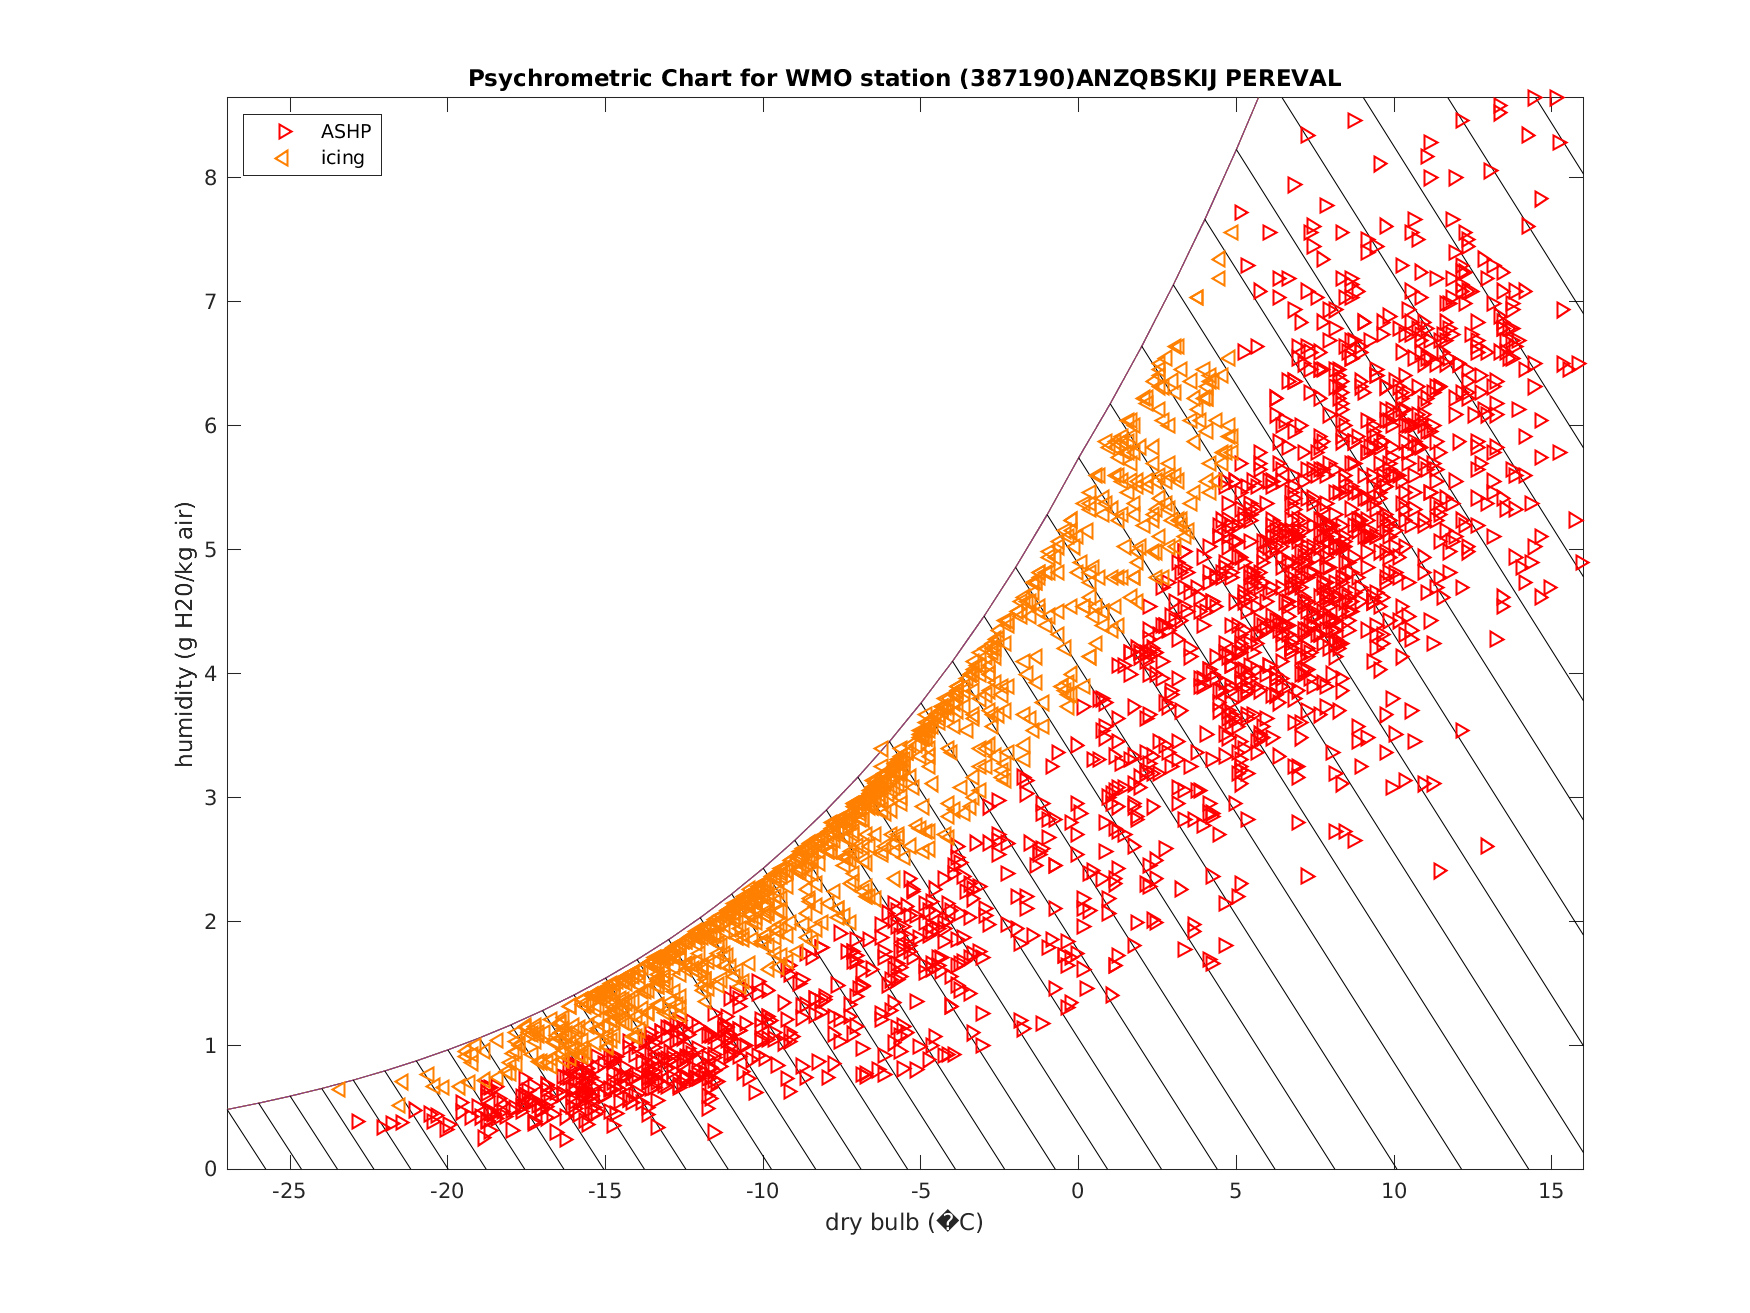 Psychrometric Chart for WMO station (387190)ANZQBSKIJ PEREVAL
ASHP
icing
humidity (g H20/kg air)
8
7
6
5
4
3
2
1
0
-25 -20 -15 -10 -5 0 5 10 15
dry bulb (�C)